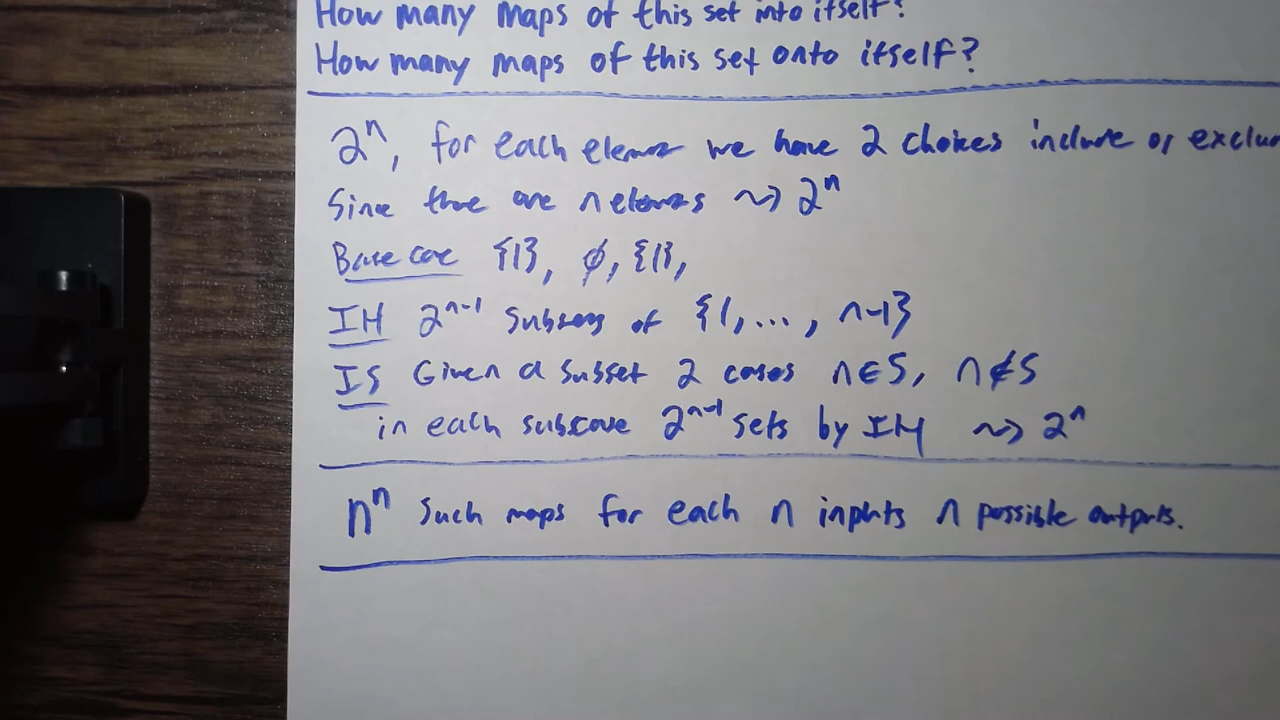 How many maps of this set into itself?
How many maps of this set onto itself?
2ⁿ, for each element we have 2 choices include or exclu
Since there are n elements ⇝ 2ⁿ
Base case {1}, ∅, {1},
IH 2ⁿ⁻¹ subsets of {1,..., n-1}
IS Given a subset 2 cases n∈S, n∉S
in each subcase 2ⁿ⁻¹ sets by IH ⇝ 2ⁿ
nⁿ Such maps for each n inputs n possible outputs.